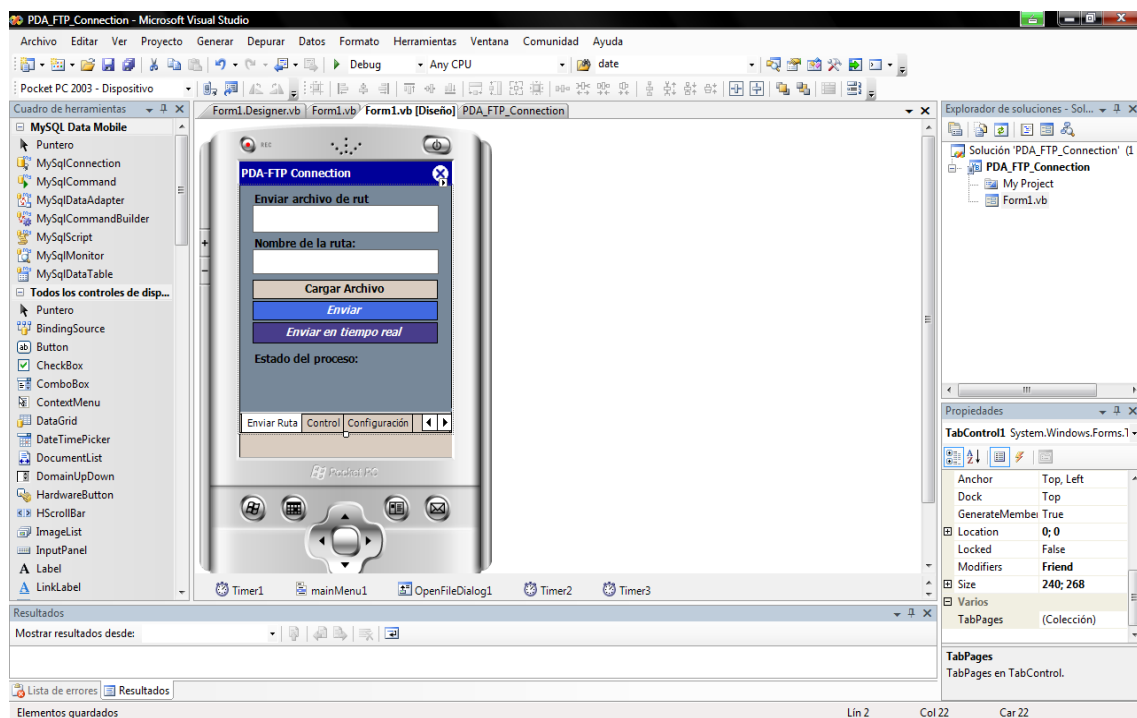 PDA_FTP_Connection - Microsoft Visual Studio
Archivo Editar Ver Proyecto Generar Depurar Datos Formato Herramientas Ventana Comunidad Ayuda
Debug Any CPU date
Pocket PC 2003 - Dispositivo
Cuadro de herramientas
MySQL Data Mobile
Puntero
MySqlConnection
MySqlCommand
MySqlDataAdapter
MySqlCommandBuilder
MySqlScript
MySqlMonitor
MySqlDataTable
Todos los controles de disp...
Puntero
BindingSource
Button
CheckBox
ComboBox
ContextMenu
DataGrid
DateTimePicker
DocumentList
DomainUpDown
HardwareButton
HScrollBar
ImageList
InputPanel
Label
LinkLabel
Form1.Designer.vb Form1.vb Form1.vb [Diseño] PDA_FTP_Connection
REC
PDA-FTP Connection
Enviar archivo de rut
Nombre de la ruta:
Cargar Archivo
Enviar
Enviar en tiempo real
Estado del proceso:
Enviar Ruta Control Configuración
Pocket PC
Timer1 mainMenu1 OpenFileDialog1 Timer2 Timer3
Explorador de soluciones - Sol...
Solución 'PDA_FTP_Connection' (1
PDA_FTP_Connection
My Project
Form1.vb
Propiedades
TabControl1 System.Windows.Forms.T
Anchor Top, Left
Dock Top
GenerateMember True
Location 0; 0
Locked False
Modifiers Friend
Size 240; 268
Varios
TabPages (Colección)
TabPages
TabPages en TabControl.
Resultados
Mostrar resultados desde:
Lista de errores Resultados
Elementos guardados Lín 2 Col 22 Car 22